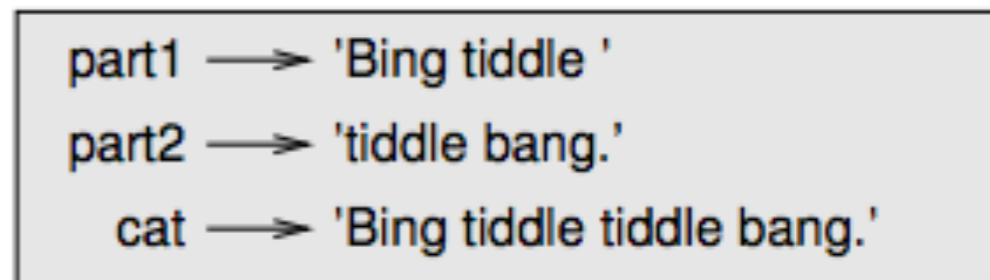 part1 → 'Bing tiddle '
part2 → 'tiddle bang.'
cat → 'Bing tiddle tiddle bang.'